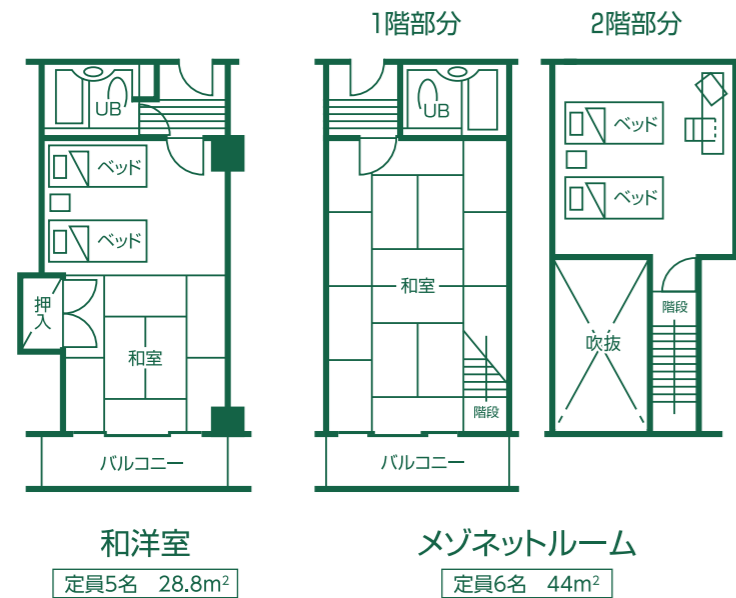 1階部分
2階部分
UB
ベッド
ベッド
押入
和室
バルコニー
UB
和室
階段
バルコニー
ベッド
ベッド
階段
吹抜
和洋室
定員5名 28.8m²
メゾネットルーム
定員6名 44m²